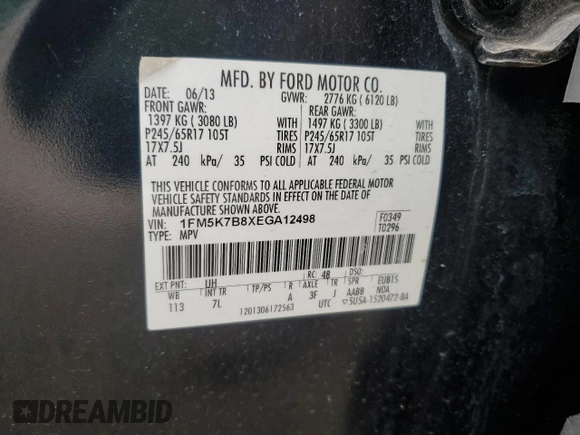 MFD. BY FORD MOTOR CO.
DATE: 06/13 GVWR: 2776 KG ( 6120 LB)
FRONT GAWR: REAR GAWR:
1397 KG ( 3080 LB) WITH 1497 KG ( 3300 LB) WITH
P245/65R17 105T TIRES P245/65R17 105T TIRES
17X7.5J RIMS 17X7.5J RIMS
AT 240 kPa/ 35 PSI COLD AT 240 kPa/ 35 PSI COLD
THIS VEHICLE CONFORMS TO ALL APPLICABLE FEDERAL MOTOR
VEHICLE SAFETY STANDARDS IN EFFECT ON THE DATE OF
MANUFACTURE SHOWN ABOVE.
VIN: 1FM5K7B8XEGA12498 F0349
TYPE: MPV T0296
EXT PNT: UH RC: 48 DSO:
WB INT TR TP/PS R AXLE TR SPR EUB15
113 7L A 3F J AABB NOA
1201306172563 UTC 5U5A-1520472-BA
DREAMBID